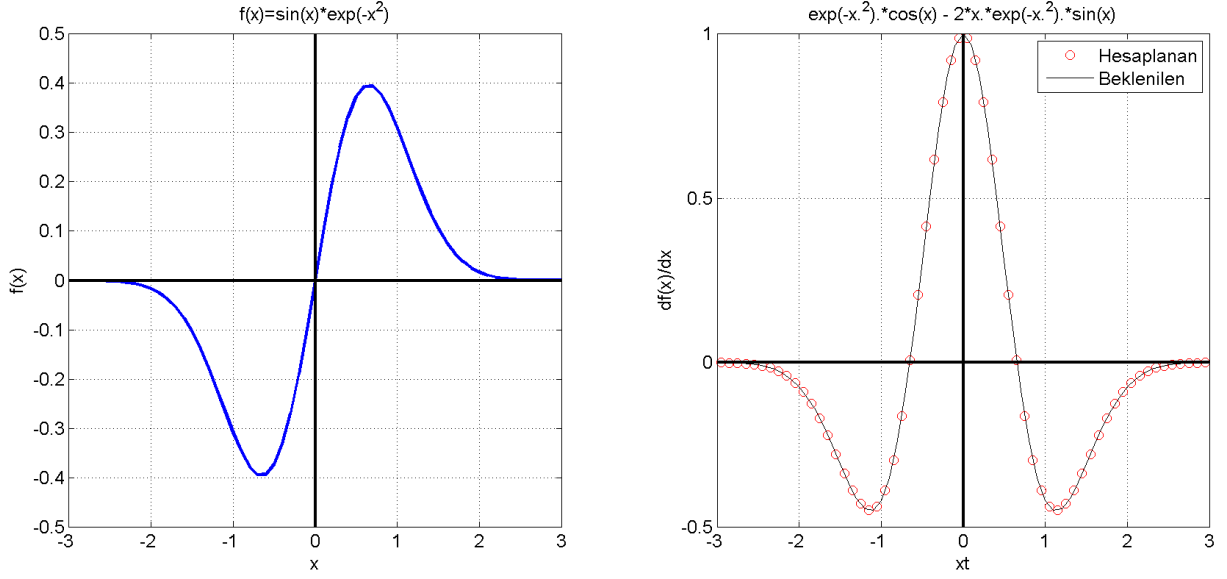 f(x)=sin(x)*exp(-x²)
0.5
0.4
0.3
0.2
0.1
0
-0.1
-0.2
-0.3
-0.4
-0.5
f(x)
-3 -2 -1 0 1 2 3
x
exp(-x.²).*cos(x) - 2*x.*exp(-x.²).*sin(x)
Hesaplanan
Beklenilen
1
0.5
0
-0.5
df(x)/dx
-3 -2 -1 0 1 2 3
xt